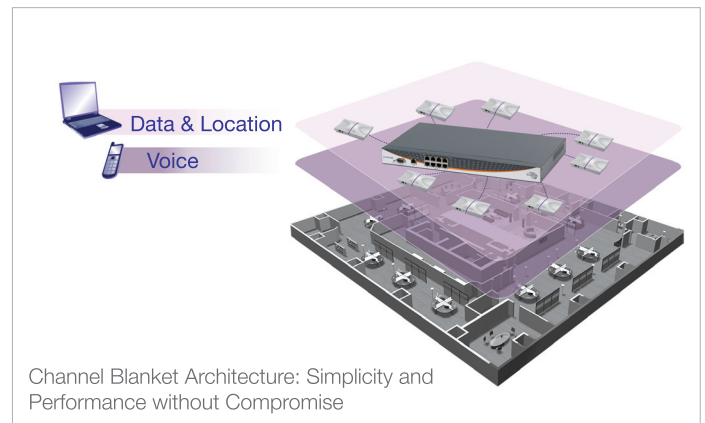 Data & Location
Voice
Channel Blanket Architecture: Simplicity and
Performance without Compromise